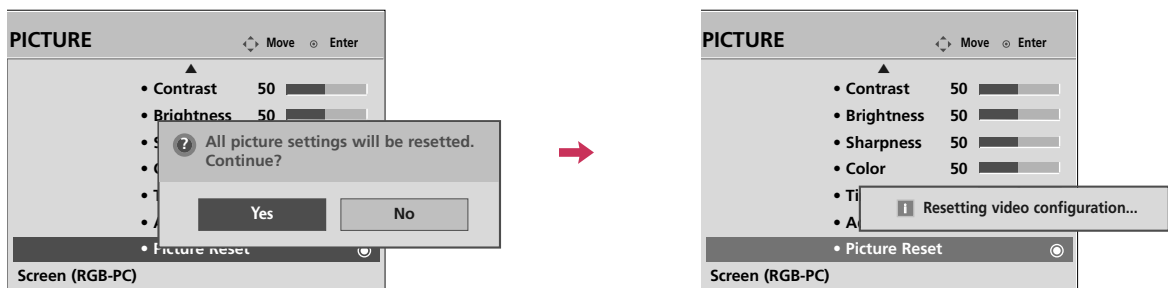 PICTURE
Move Enter
• Contrast 50
• Brightness 50
? All picture settings will be resetted.
Continue?
Yes No
• Picture Reset
Screen (RGB-PC)
PICTURE
Move Enter
• Contrast 50
• Brightness 50
• Sharpness 50
• Color 50
i Resetting video configuration...
• Picture Reset
Screen (RGB-PC)